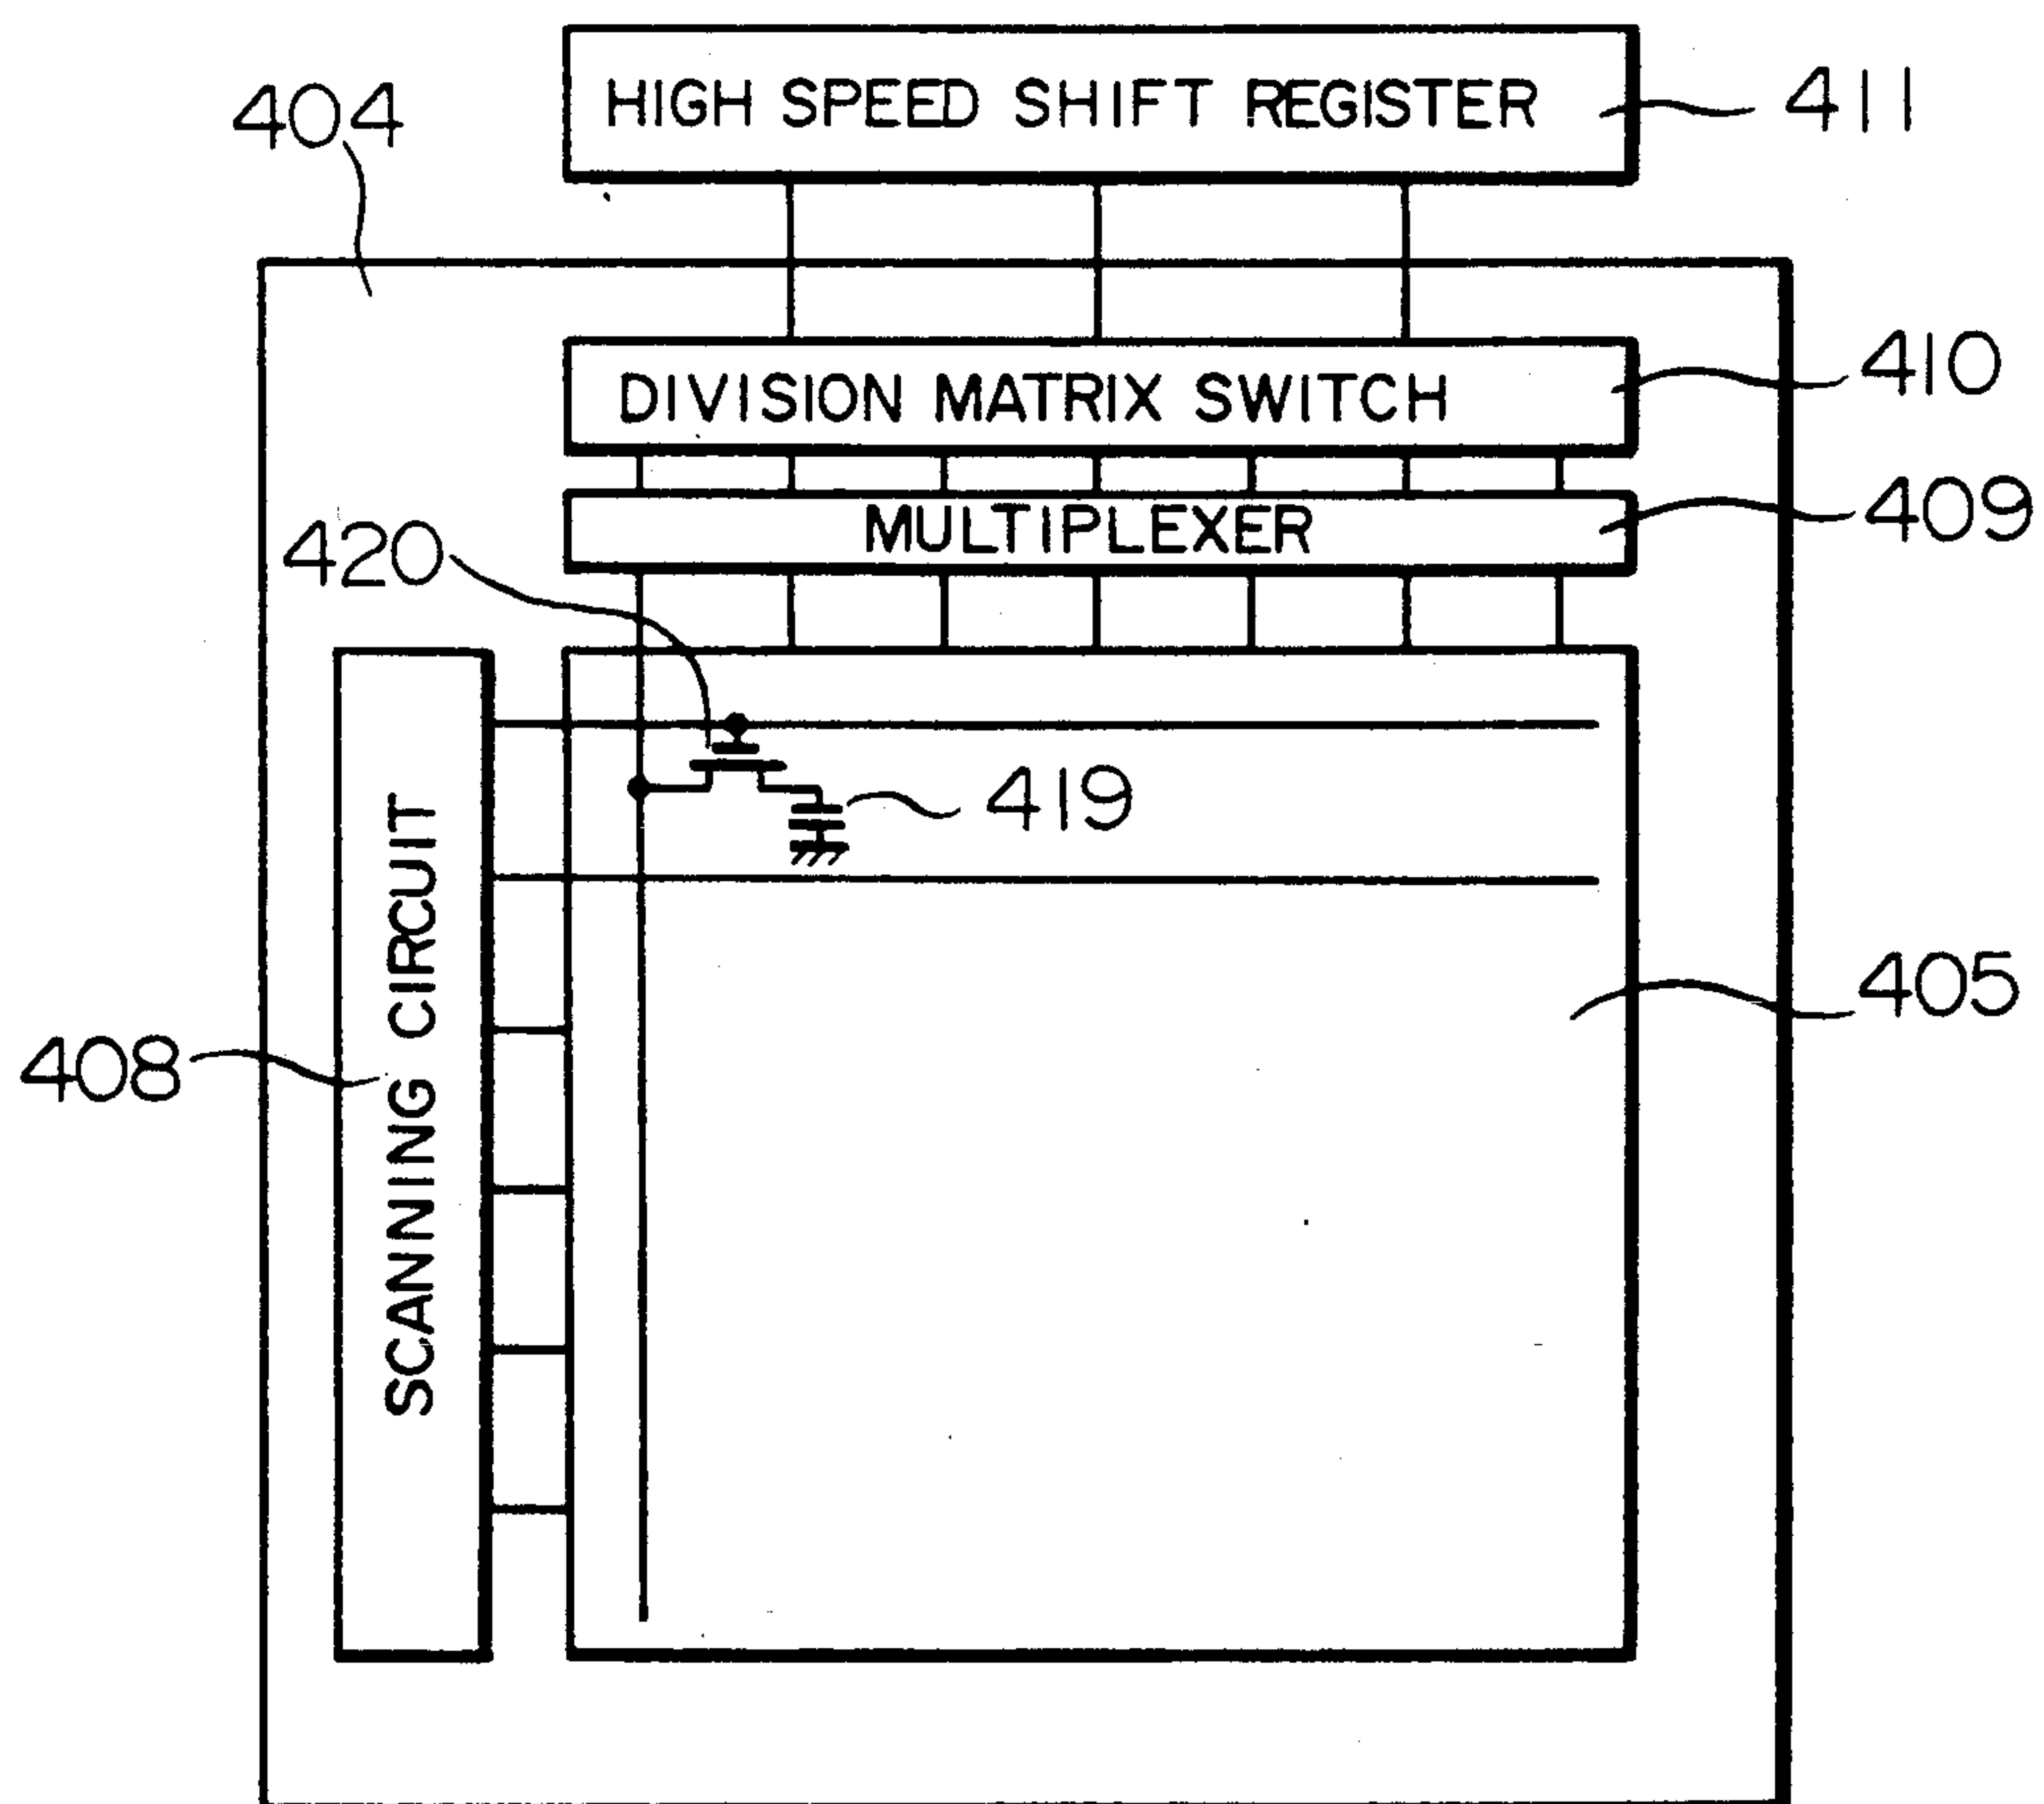 HIGH SPEED SHIFT REGISTER
411
404
DIVISION MATRIX SWITCH
410
MULTIPLEXER
409
420
419
SCANNING CIRCUIT
405
408